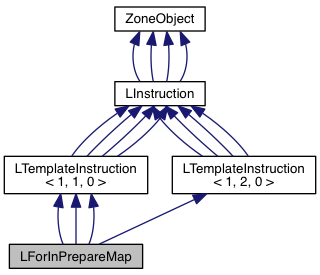 ZoneObject
LInstruction
LTemplateInstruction
< 1, 1, 0 >
LTemplateInstruction
< 1, 2, 0 >
LForInPrepareMap